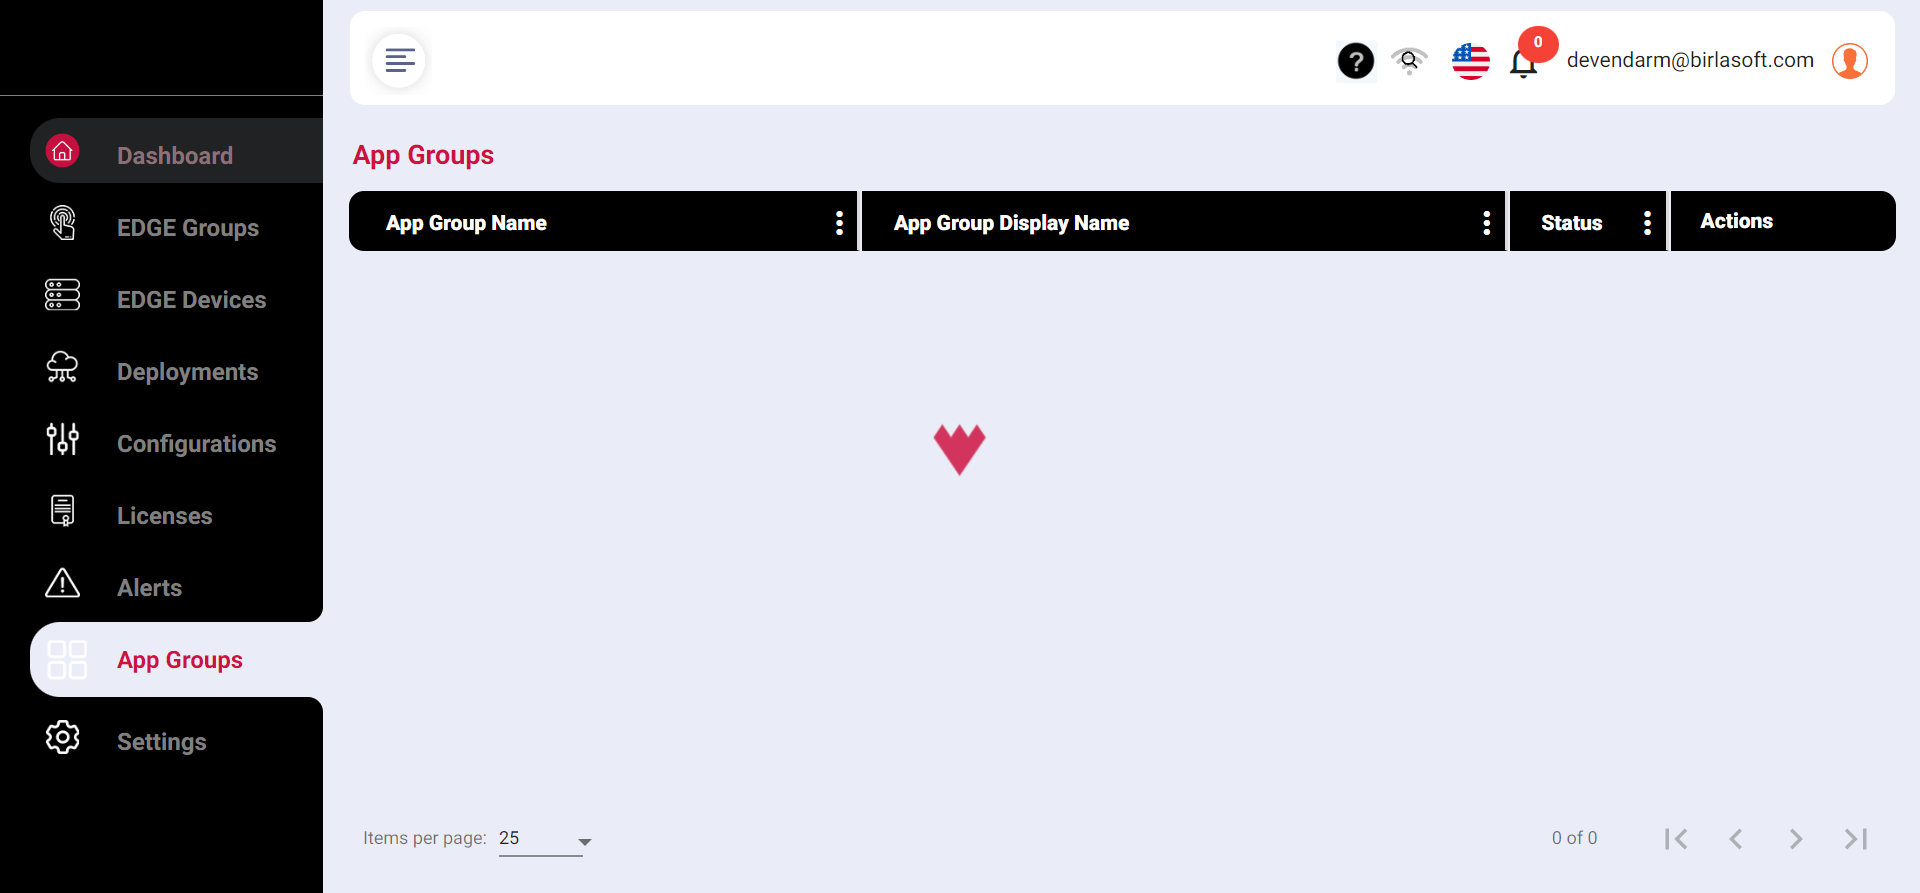 ?
0
devendarm@birlasoft.com
Dashboard
EDGE Groups
EDGE Devices
Deployments
Configurations
Licenses
Alerts
App Groups
Settings
App Groups
App Group Name
App Group Display Name
Status
Actions
Items per page: 25
0 of 0